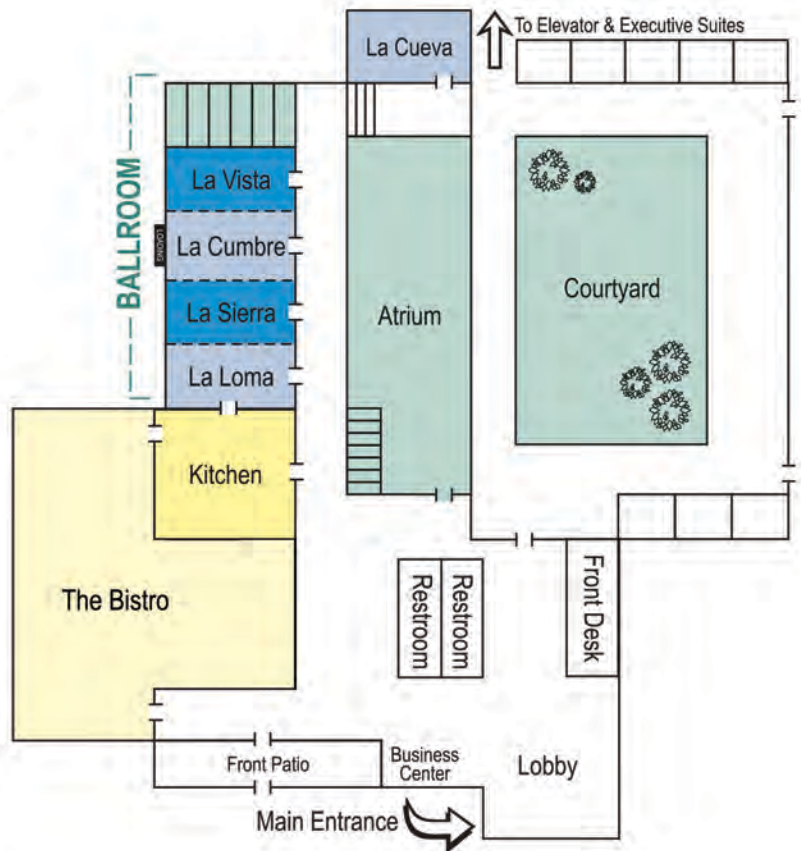 To Elevator & Executive Suites
La Cueva
BALLROOM
La Vista
LOADING
La Cumbre
La Sierra
La Loma
Atrium
Courtyard
Kitchen
The Bistro
Restroom
Restroom
Front Desk
Front Patio
Business
Center
Lobby
Main Entrance